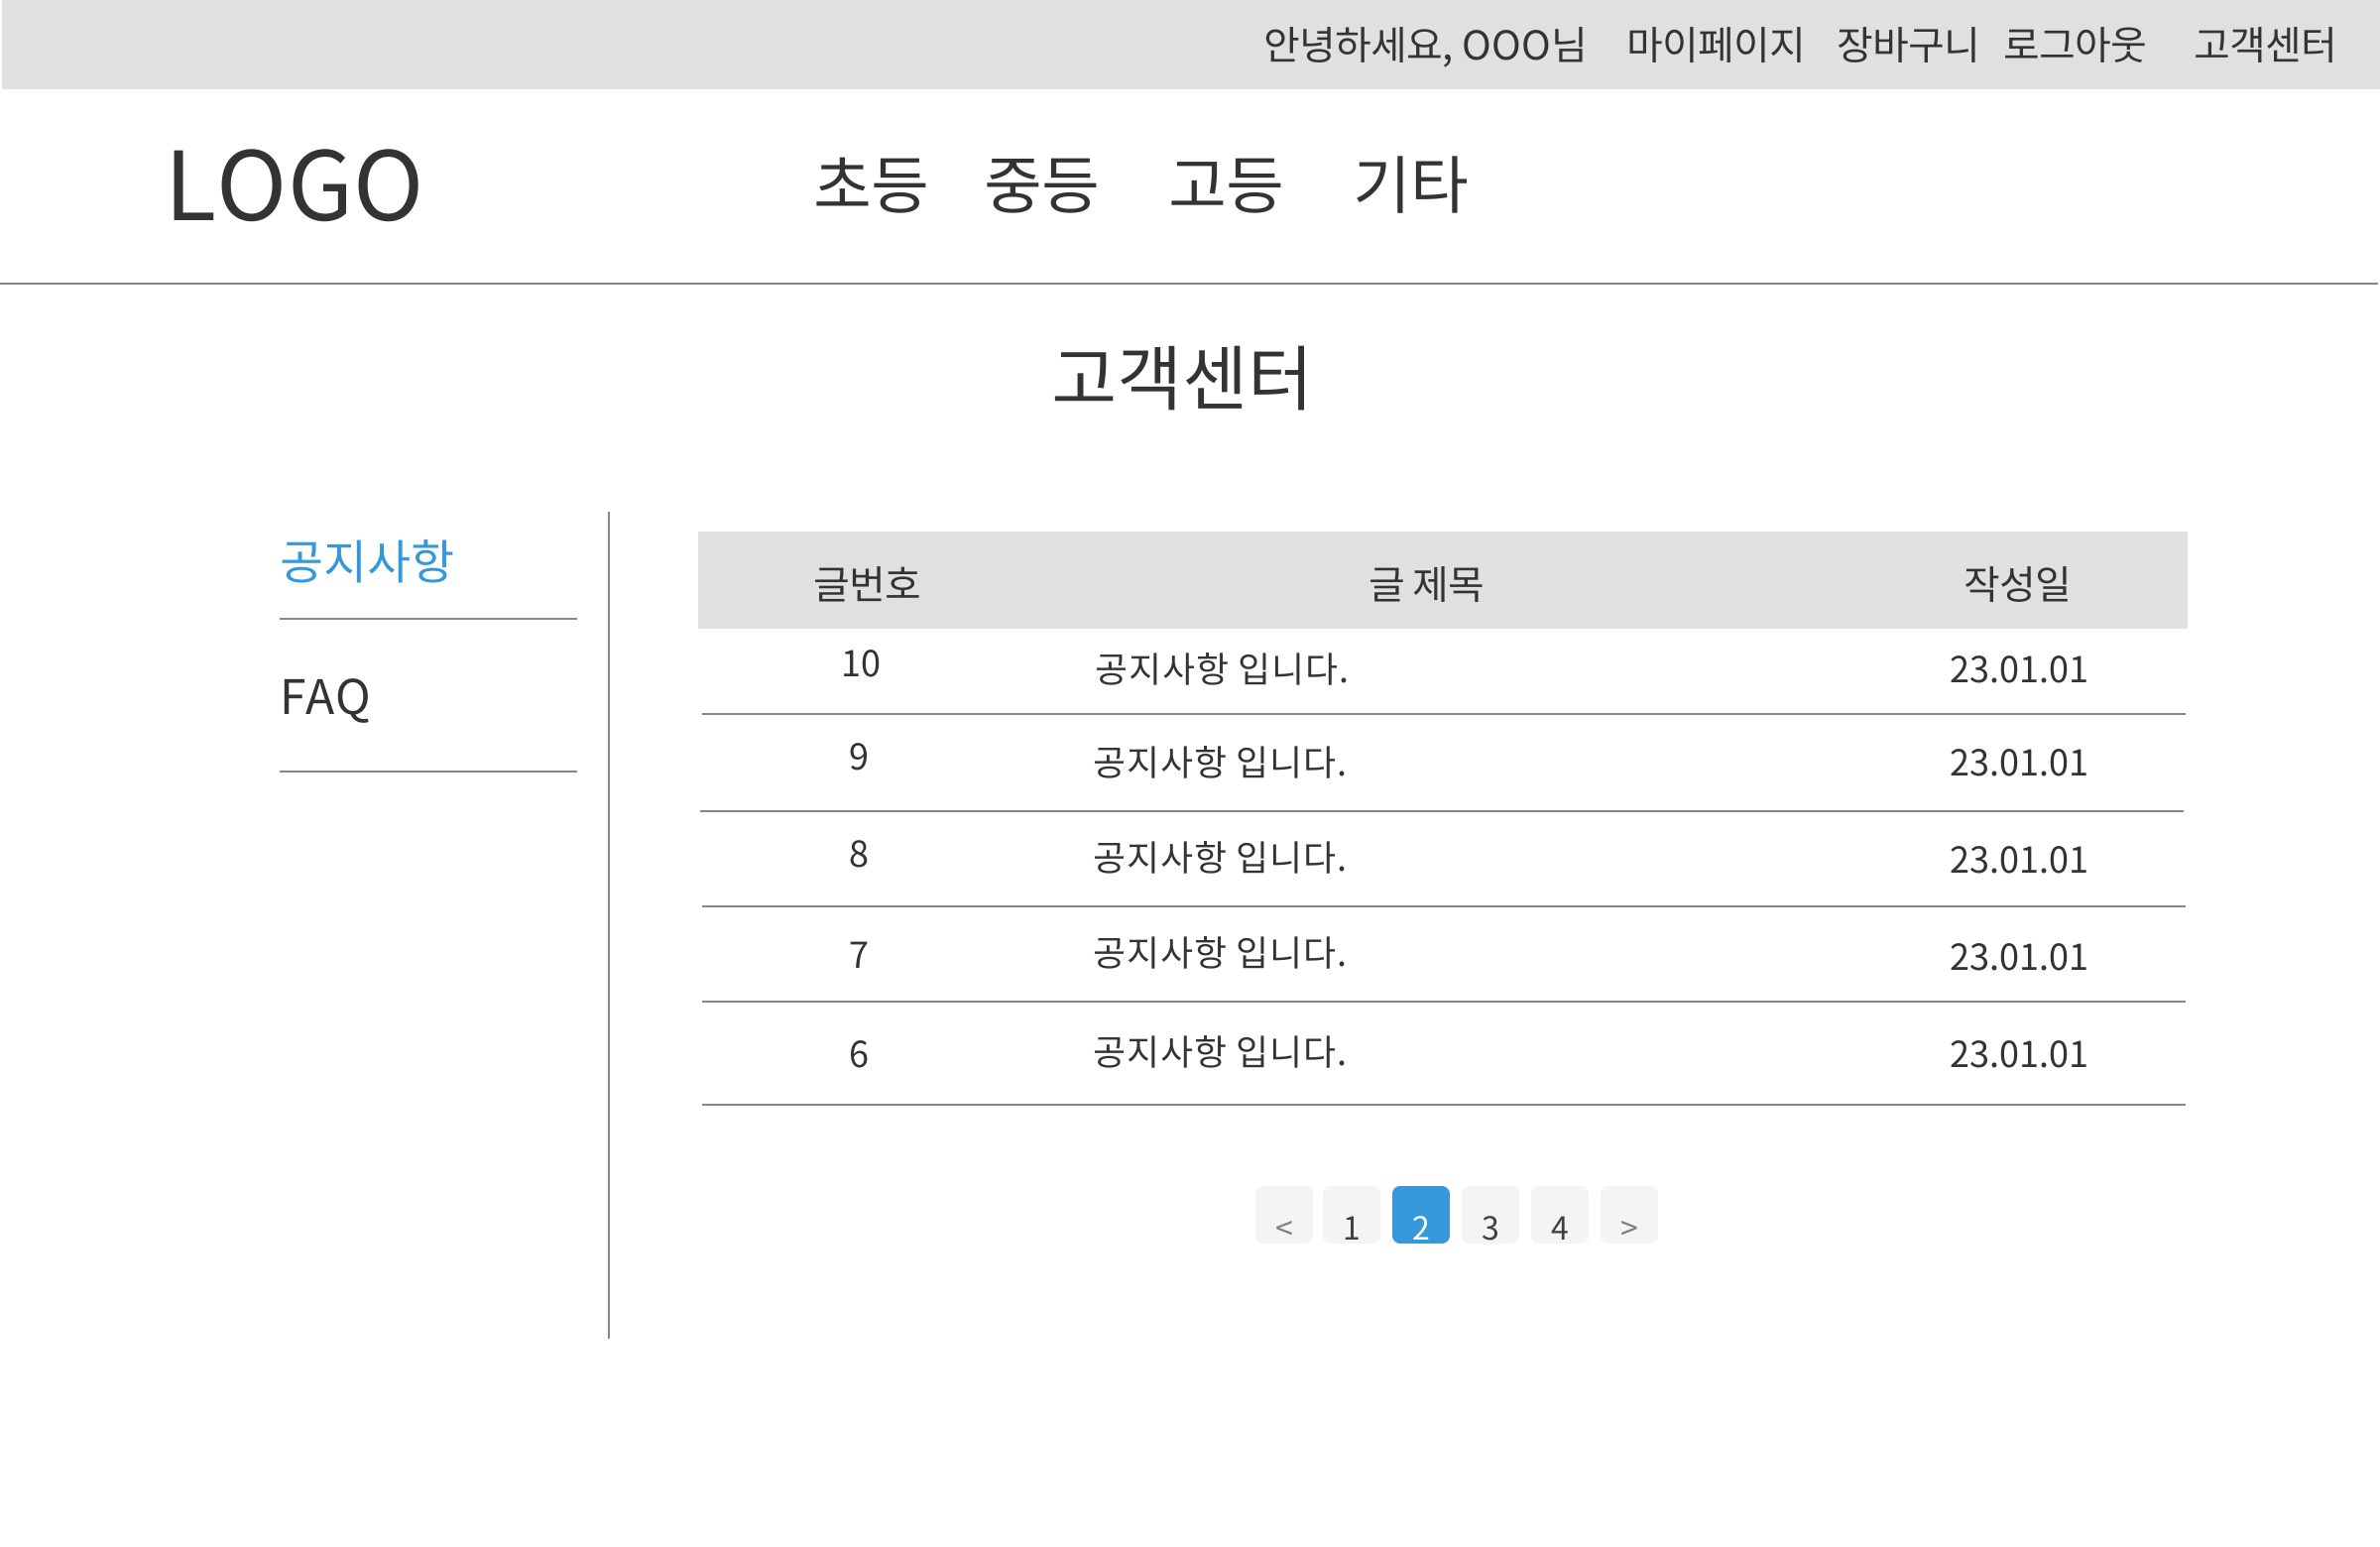 안녕하세요, OOO님 마이페이지 장바구니 로그아웃 고객센터
LOGO 초등 중등 고등 기타
고객센터
공지사항
FAQ
글번호 글 제목 작성일
10 공지사항 입니다. 23.01.01
9 공지사항 입니다. 23.01.01
8 공지사항 입니다. 23.01.01
7 공지사항 입니다. 23.01.01
6 공지사항 입니다. 23.01.01
< 1 2 3 4 >